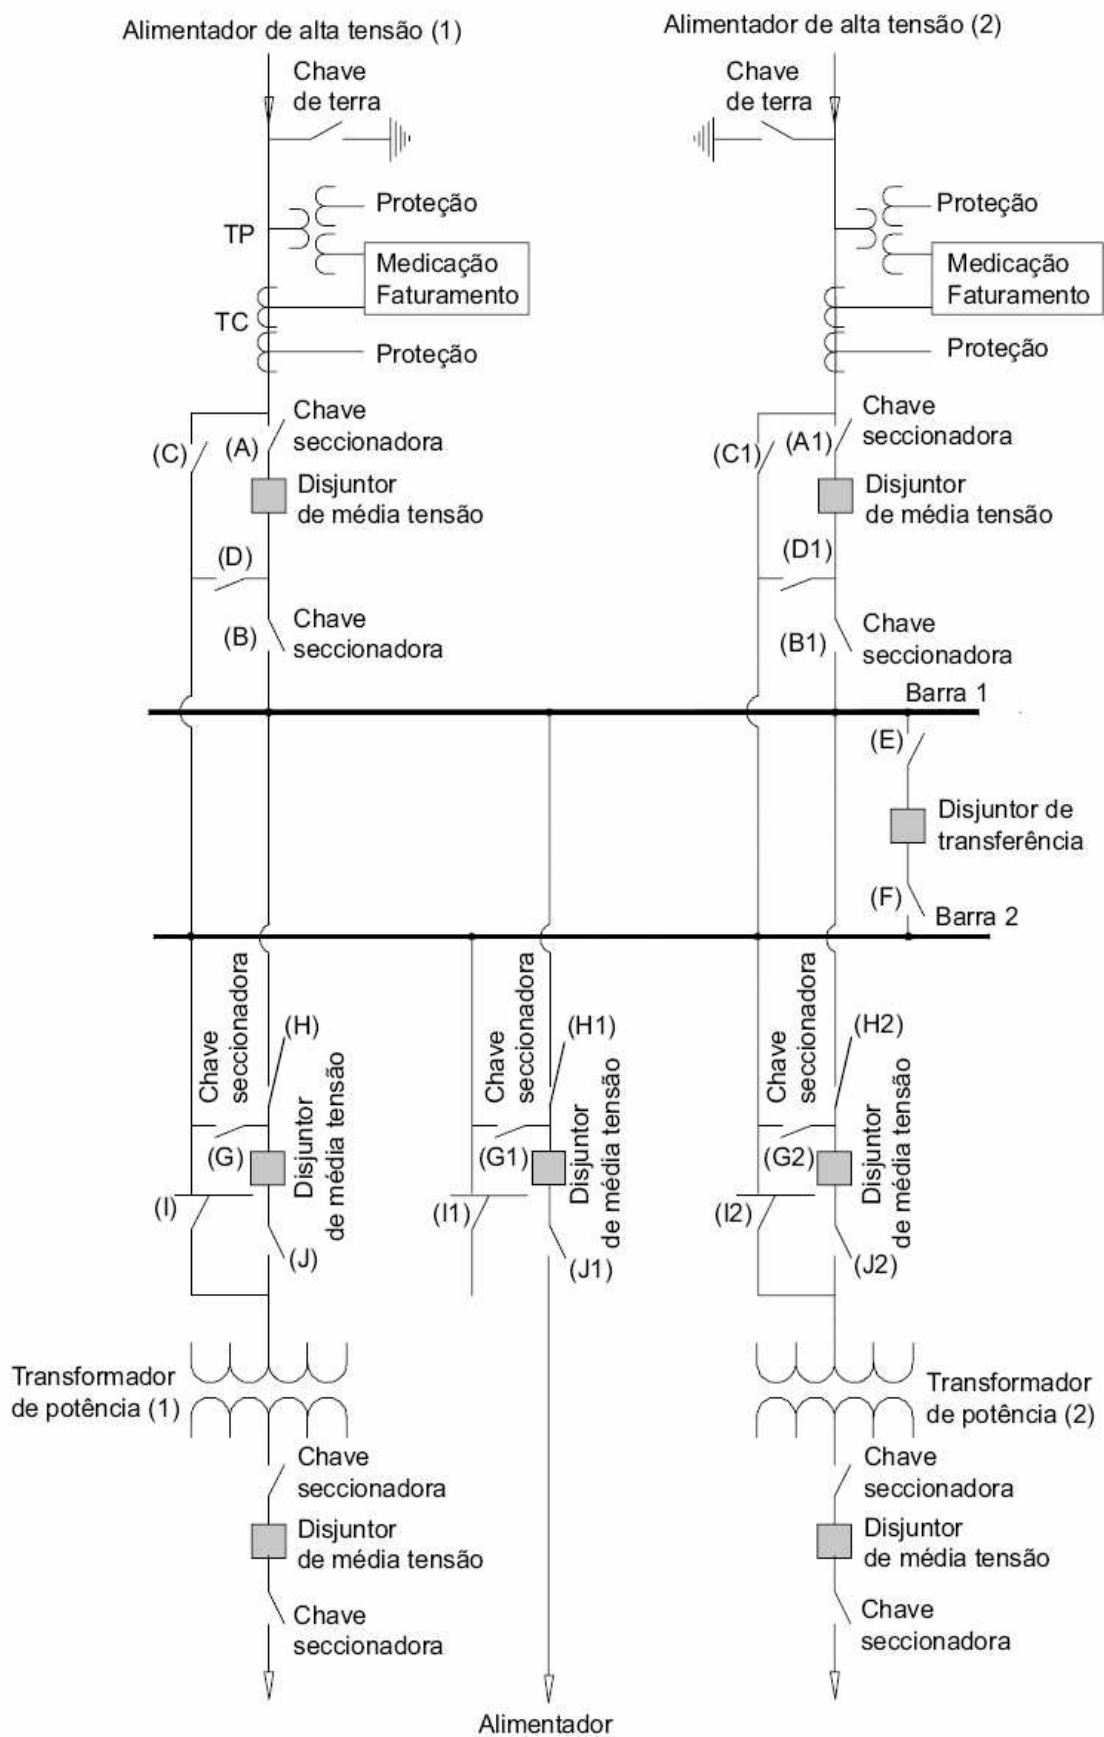 Alimentador de alta tensão (1)
Alimentador de alta tensão (2)
Chave
de terra
Chave
de terra
TP
Proteção
Medicação
Faturamento
TC
Proteção
Proteção
Medicação
Faturamento
Proteção
(C)
(A)
Chave
seccionadora
Disjuntor
de média tensão
(D)
(B)
Chave
seccionadora
(C1)
(A1)
Chave
seccionadora
Disjuntor
de média tensão
(D1)
(B1)
Chave
seccionadora
Barra 1
(E)
Disjuntor de
transferência
(F)
Barra 2
Chave
seccionadora
(H)
Disjuntor
de média tensão
(G)
(I)
(J)
Chave
seccionadora
(H1)
Disjuntor
de média tensão
(G1)
(I1)
(J1)
Chave
seccionadora
(H2)
Disjuntor
de média tensão
(G2)
(I2)
(J2)
Transformador
de potência (1)
Transformador
de potência (2)
Chave
seccionadora
Disjuntor
de média tensão
Chave
seccionadora
Chave
seccionadora
Disjuntor
de média tensão
Chave
seccionadora
Alimentador